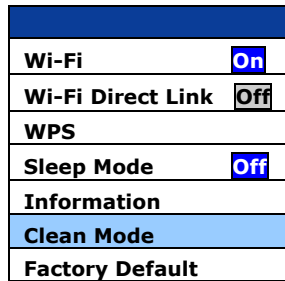 Wi-Fi On
Wi-Fi Direct Link Off
WPS
Sleep Mode Off
Information
Clean Mode
Factory Default